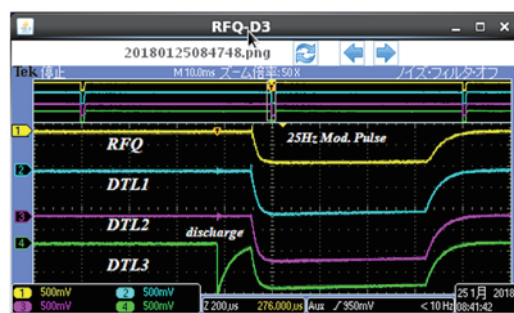 RFQ-D3
20180125084748.png
Tek 停止 M 10.0ms ズーム倍率:50 X ノイズ・フィルタ・オフ
1
RFQ 25Hz Mod. Pulse
2
DTL1
3
DTL2
discharge
4
DTL3
1 500mV 2 500mV
3 500mV 4 500mV
Z 200µs 276.000µs Aux 950mV < 10 Hz
25 1月 2018
08:41:42